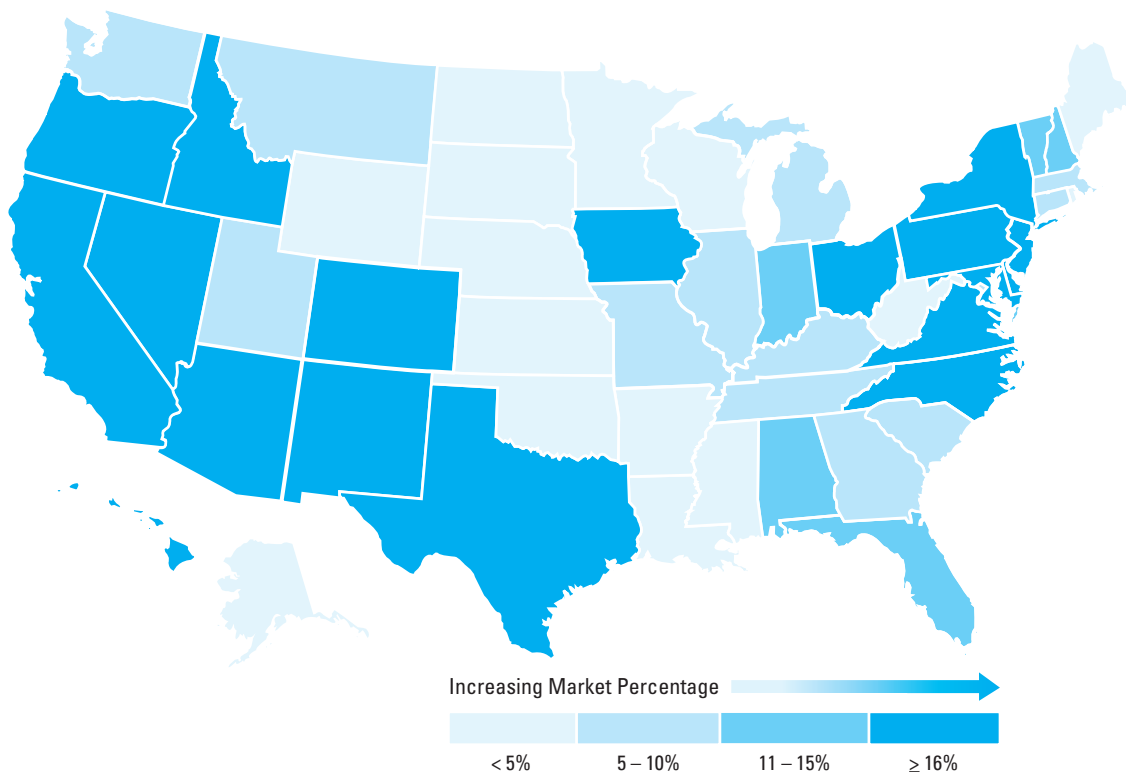 Increasing Market Percentage
< 5% 5 – 10% 11 – 15% ≥ 16%